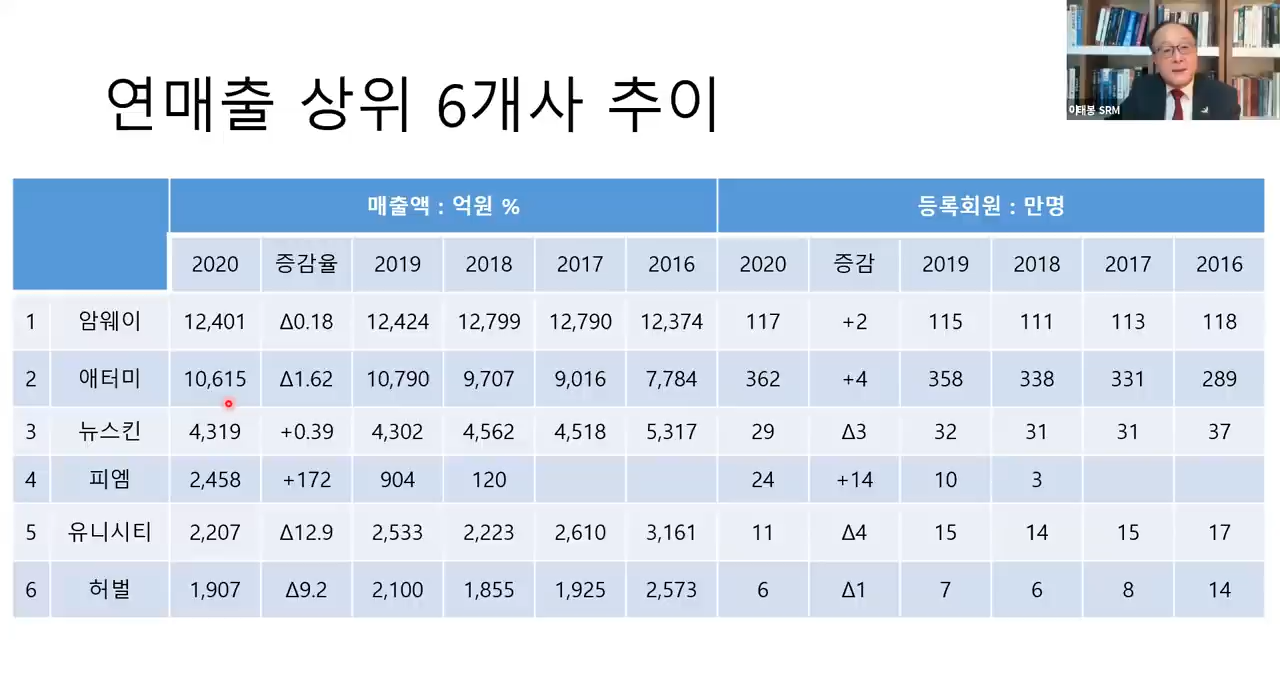 이태봉 SRM
연매출 상위 6개사 추이
매출액 : 억원 % 등록회원 : 만명
2020 증감율 2019 2018 2017 2016 2020 증감 2019 2018 2017 2016
1 암웨이 12,401 Δ0.18 12,424 12,799 12,790 12,374 117 +2 115 111 113 118
2 애터미 10,615 Δ1.62 10,790 9,707 9,016 7,784 362 +4 358 338 331 289
3 뉴스킨 4,319 +0.39 4,302 4,562 4,518 5,317 29 Δ3 32 31 31 37
4 피엠 2,458 +172 904 120 24 +14 10 3
5 유니시티 2,207 Δ12.9 2,533 2,223 2,610 3,161 11 Δ4 15 14 15 17
6 허벌 1,907 Δ9.2 2,100 1,855 1,925 2,573 6 Δ1 7 6 8 14